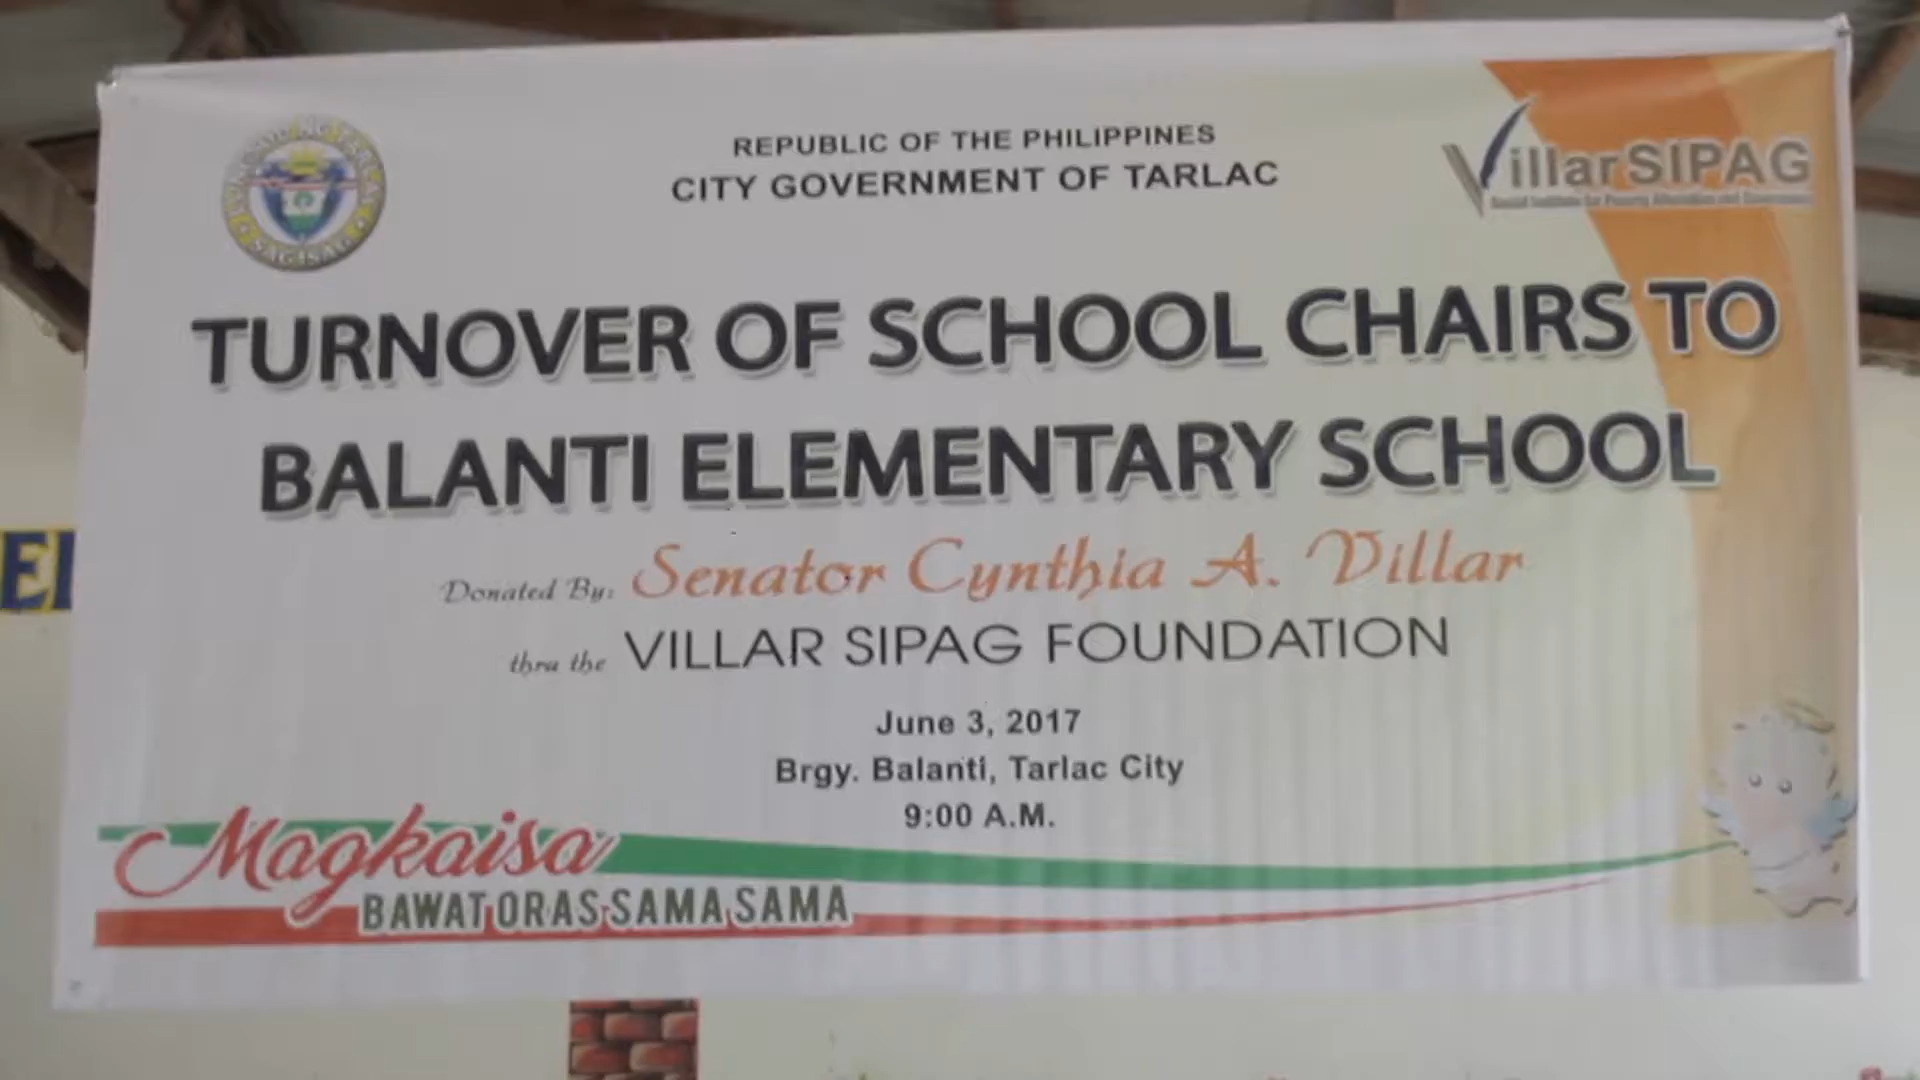 REPUBLIC OF THE PHILIPPINES
CITY GOVERNMENT OF TARLAC
VillarSIPAG
TURNOVER OF SCHOOL CHAIRS TO
BALANTI ELEMENTARY SCHOOL
Donated By: Senator Cynthia A. Villar
thru the VILLAR SIPAG FOUNDATION
June 3, 2017
Brgy. Balanti, Tarlac City
9:00 A.M.
Magkaisa
BAWAT ORAS SAMA SAMA
SAGISAG